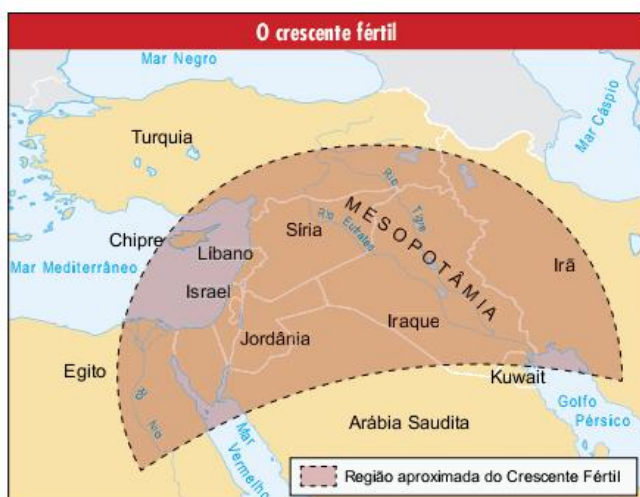 O crescente fértil
Mar Negro
Mar Cáspio
Turquia
Rio Tigre
MESOPOTÂMIA
Chipre
Síria
Rio Eufrates
Líbano
Irã
Mar Mediterrâneo
Israel
Iraque
Jordânia
Egito
Kuwait
Rio Nilo
Golfo
Pérsico
Arábia Saudita
Mar
Vermelho
Região aproximada do Crescente Fértil